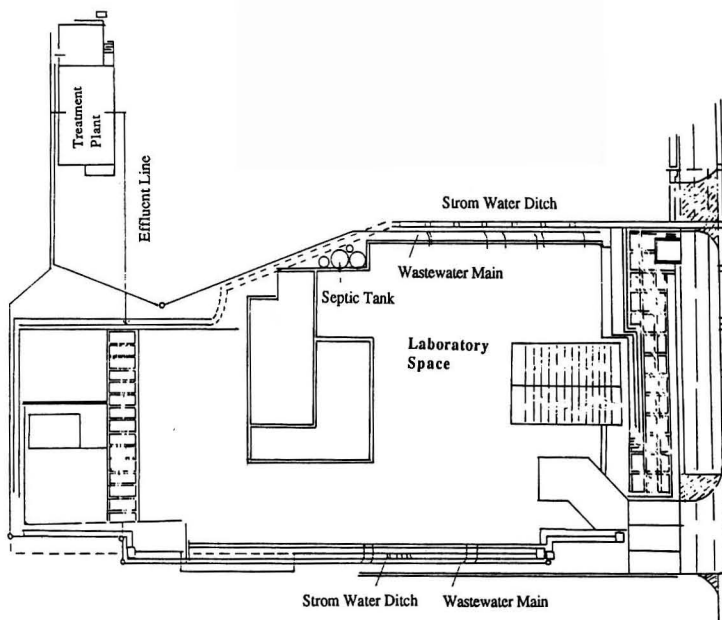 Treatment
Plant
Effluent Line
Strom Water Ditch
Wastewater Main
Septic Tank
Laboratory
Space
Strom Water Ditch
Wastewater Main